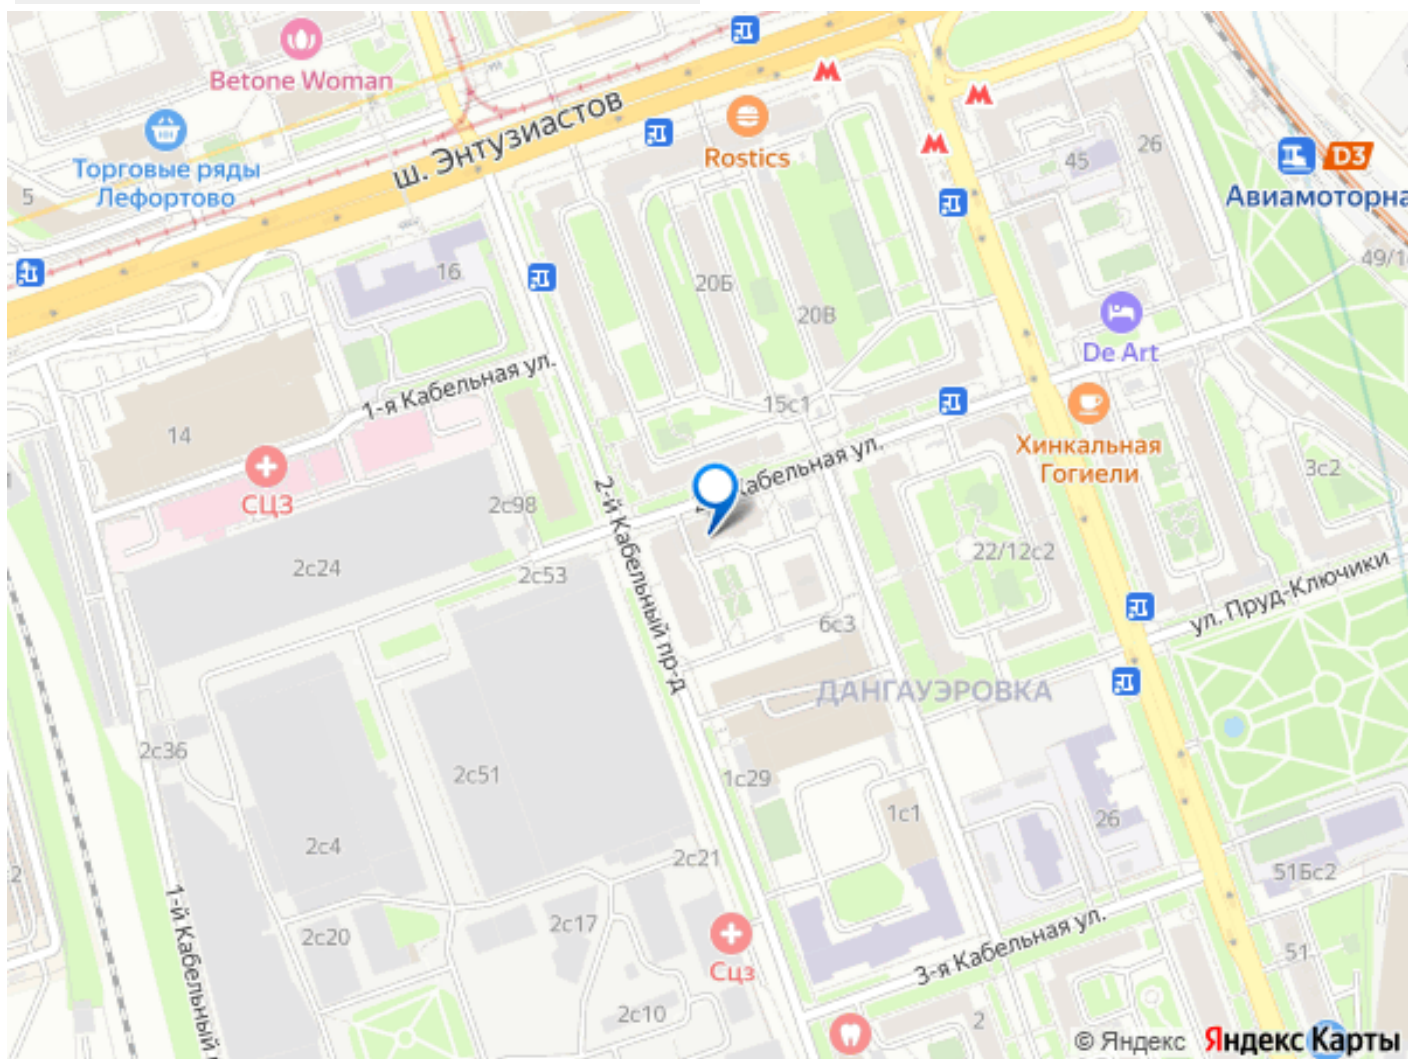 Betone Woman
Торговые ряды
Лефортово
5
ш. Энтузиастов
Rostics
45
26
D3
Авиамоторна
49/1
16
20Б
20В
De Art
1-я Кабельная ул.
15с1
14
СЦЗ
Кабельная ул.
Хинкальная
Гогиели
3с2
2с98
2-й Кабельный пр-д
2с24
2с53
22/12с2
ул. Пруд-Ключики
6с3
ДАНГАУЭРОВКА
2с36
2с51
1с29
1с1
26
2с4
2с21
51Бс2
2
1-й Кабельный
2с20
2с17
Сцз
3-я Кабельная ул.
51
2с10
2
© Яндекс Яндекс Карты